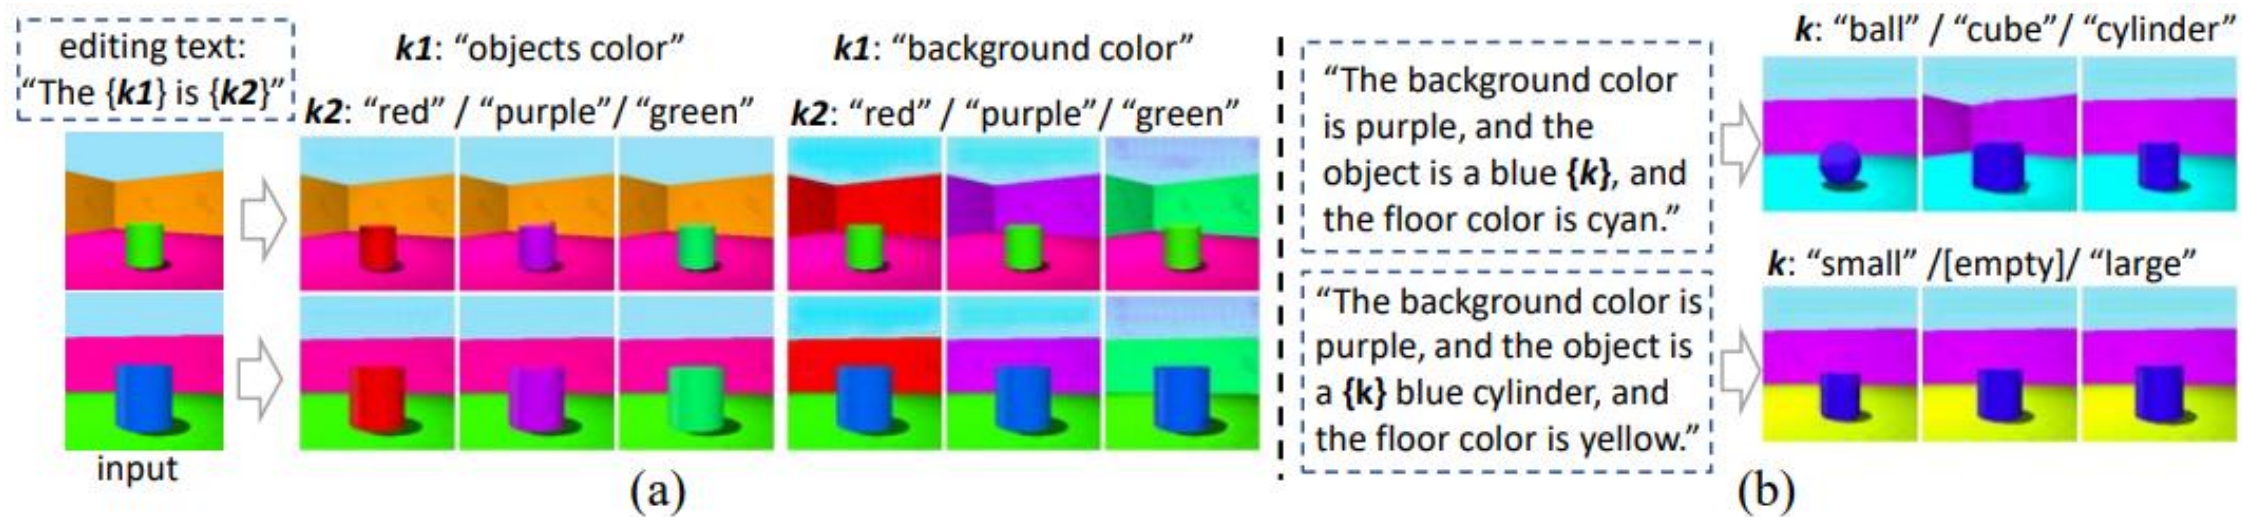 editing text:
“The {k1} is {k2}”
k1: “objects color”
k2: “red” / “purple”/ “green”
k1: “background color”
k2: “red” / “purple”/ “green”
input
(a)
“The background color
is purple, and the
object is a blue {k}, and
the floor color is cyan.”
k: “ball” / “cube”/ “cylinder”
“The background color is
purple, and the object is
a {k} blue cylinder, and
the floor color is yellow.”
k: “small” /[empty]/ “large”
(b)